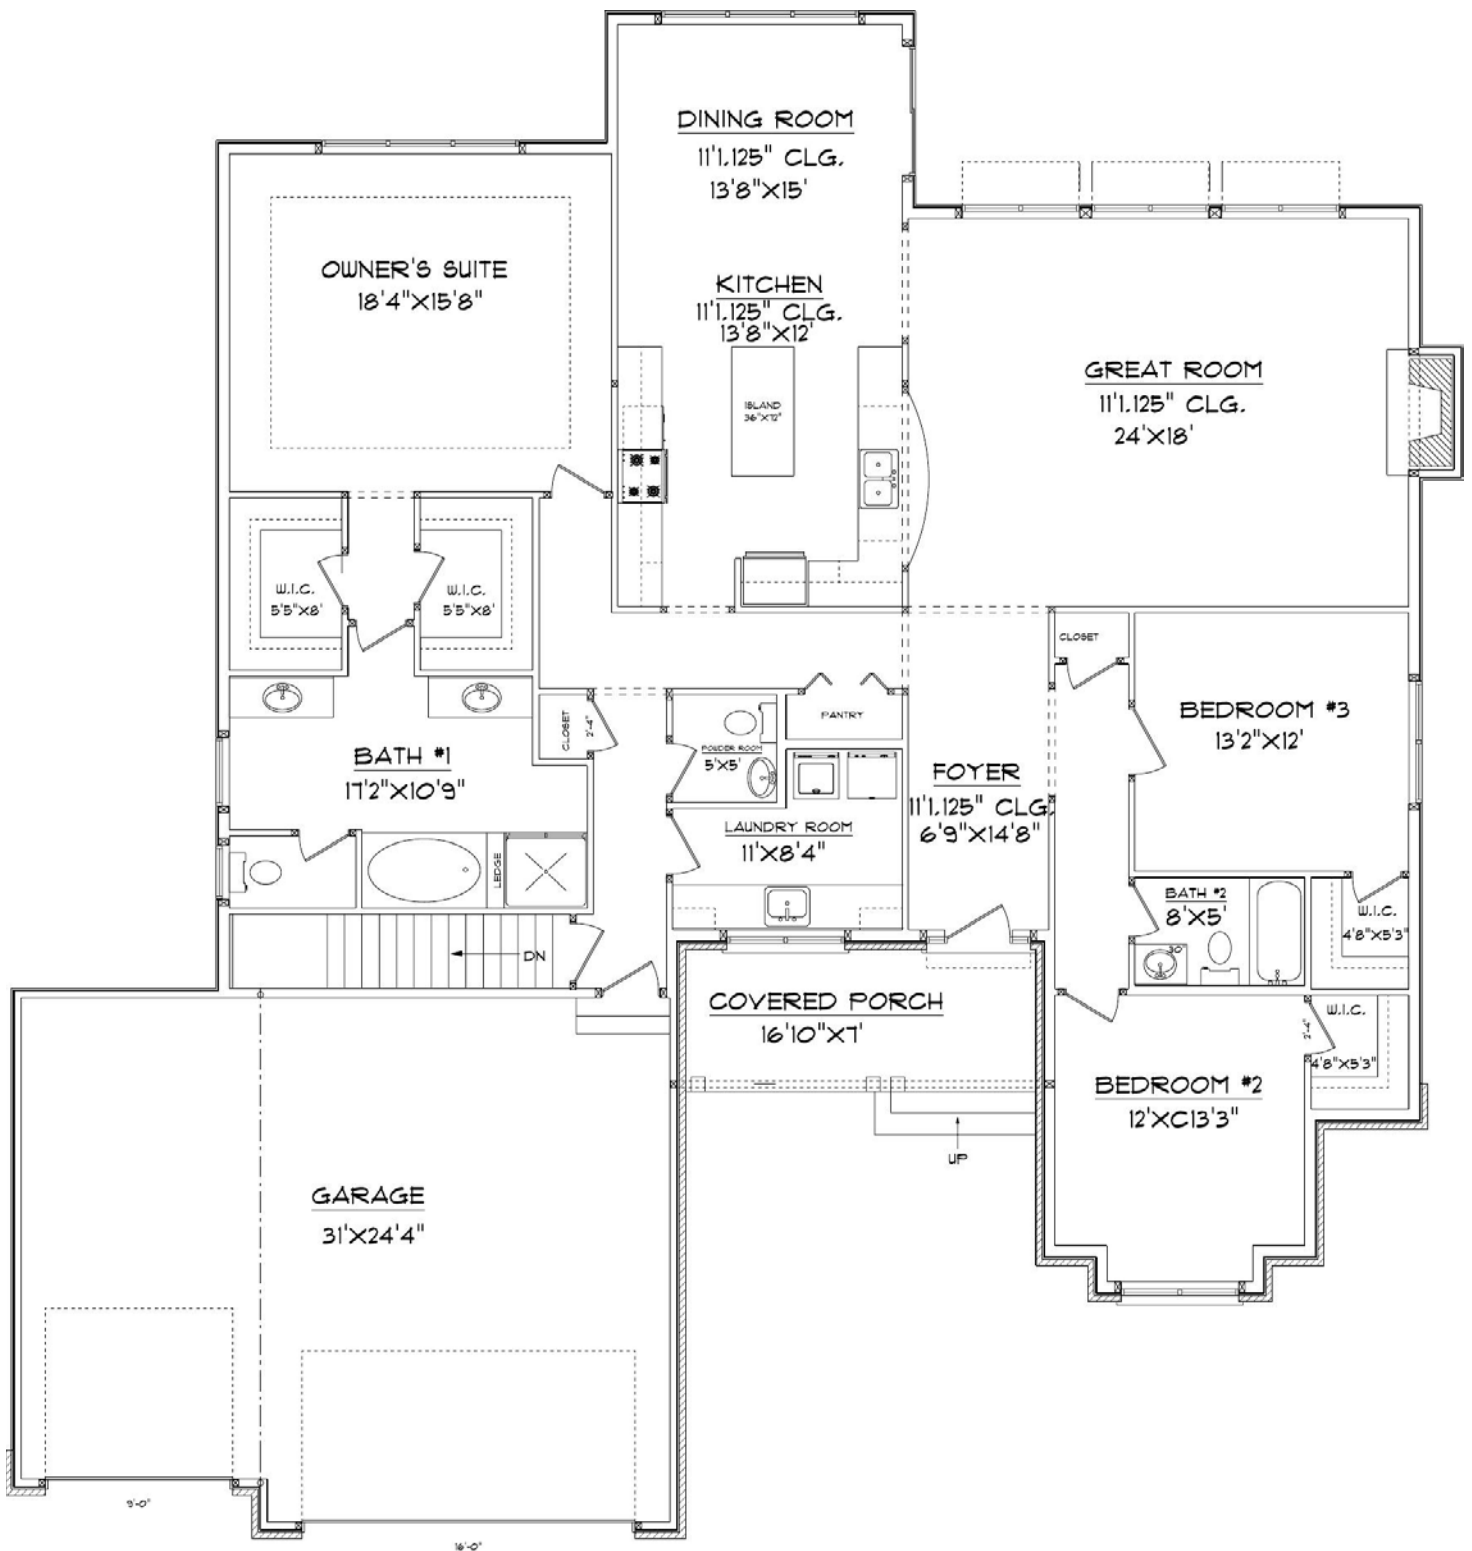 DINING ROOM
11'1.125" CLG.
13'8"X15'
OWNER'S SUITE
18'4"X15'8"
KITCHEN
11'1.125" CLG.
13'8"X12'
ISLAND
36"X72"
GREAT ROOM
11'1.125" CLG.
24'X18'
W.I.C.
5'5"X8'
W.I.C.
5'5"X8'
CLOSET
BEDROOM #3
13'2"X12'
PANTRY
CLOSET
2'-4"
POWDER ROOM
5'X5'
BATH #1
17'2"X10'9"
FOYER
11'1.125" CLG.
6'9"X14'8"
LAUNDRY ROOM
11'X8'4"
LEDGE
BATH #2
8'X5'
30"
W.I.C.
4'8"X5'3"
DN
COVERED PORCH
16'10"X7'
W.I.C.
2'-4"
4'8"X5'3"
BEDROOM #2
12'XC13'3"
UP
GARAGE
31'X24'4"
9'-0"
16'-0"